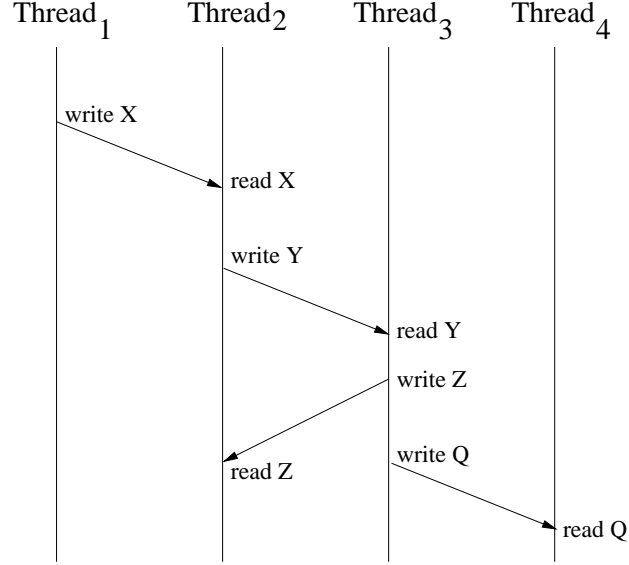 Thread1 Thread2 Thread3 Thread4
write X
read X
write Y
read Y
write Z
write Q
read Z
read Q